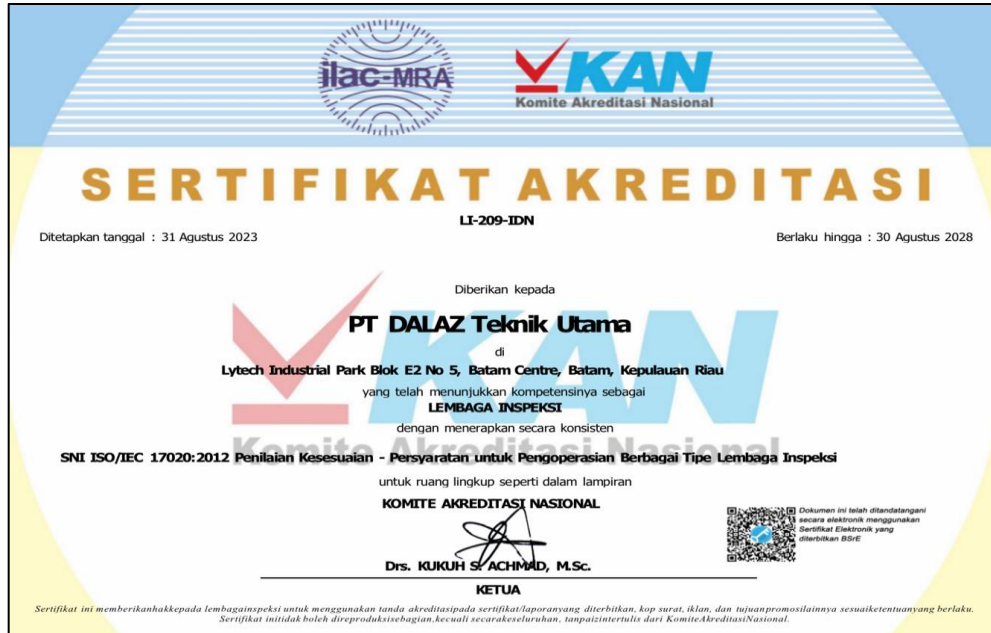 ilac-MRA
KAN
Komite Akreditasi Nasional
SERTIFIKAT AKREDITASI
LI-209-IDN
Ditetapkan tanggal : 31 Agustus 2023
Berlaku hingga : 30 Agustus 2028
Diberikan kepada
PT DALAZ Teknik Utama
di
Lytech Industrial Park Blok E2 No 5, Batam Centre, Batam, Kepulauan Riau
yang telah menunjukkan kompetensinya sebagai
LEMBAGA INSPEKSI
dengan menerapkan secara konsisten
KAN
Komite Akreditasi Nasional
SNI ISO/IEC 17020:2012 Penilaian Kesesuaian - Persyaratan untuk Pengoperasian Berbagai Tipe Lembaga Inspeksi
untuk ruang lingkup seperti dalam lampiran
KOMITE AKREDITASI NASIONAL
Dokumen ini telah ditandatangani
secara elektronik menggunakan
Sertifikat Elektronik yang
diterbitkan BSrE
Drs. KUKUH S. ACHMAD, M.Sc.
KETUA
Sertifikat ini memberikanhakkepada lembagainspeksi untuk menggunakan tanda akreditasipada sertifikat/laporanyang diterbitkan, kop surat, iklan, dan tujuanpromosilainnya sesuaiketentuanyang berlaku.
Sertifikat initidak boleh direproduksisebagian,kecuali secarakeseluruhan, tanpaizintertulis dari KomiteAkreditasiNasional.